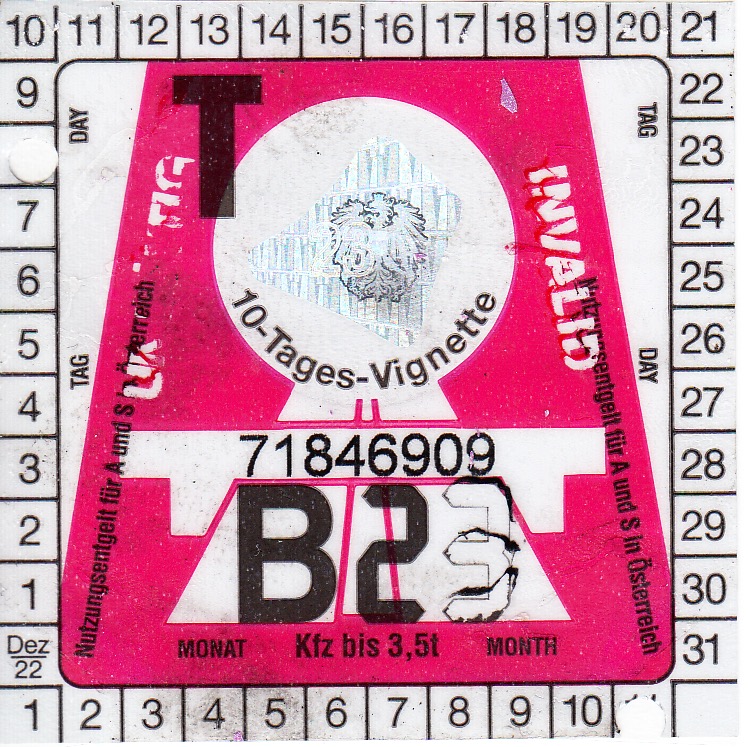 10 11 12 13 14 15 16 17 18 19 20 21
9 22
23
7 24
6 25
5 26
4 27
3 28
2 29
1 30
Dez 31
22
1 2 3 4 5 6 7 8 9 10
DAY
TAG
TAG
DAY
T
INVALID
10-Tages-Vignette
Nutzungsentgelt für A und S in Österreich
Nutzungsentgelt für A und S in Österreich
71846909
B23
MONAT Kfz bis 3,5t MONTH